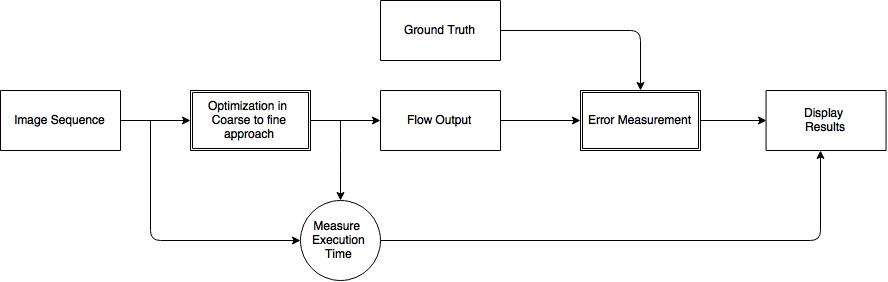 Ground Truth
Image Sequence
Optimization in
Coarse to fine
approach
Flow Output
Error Measurement
Display
Results
Measure
Execution
Time